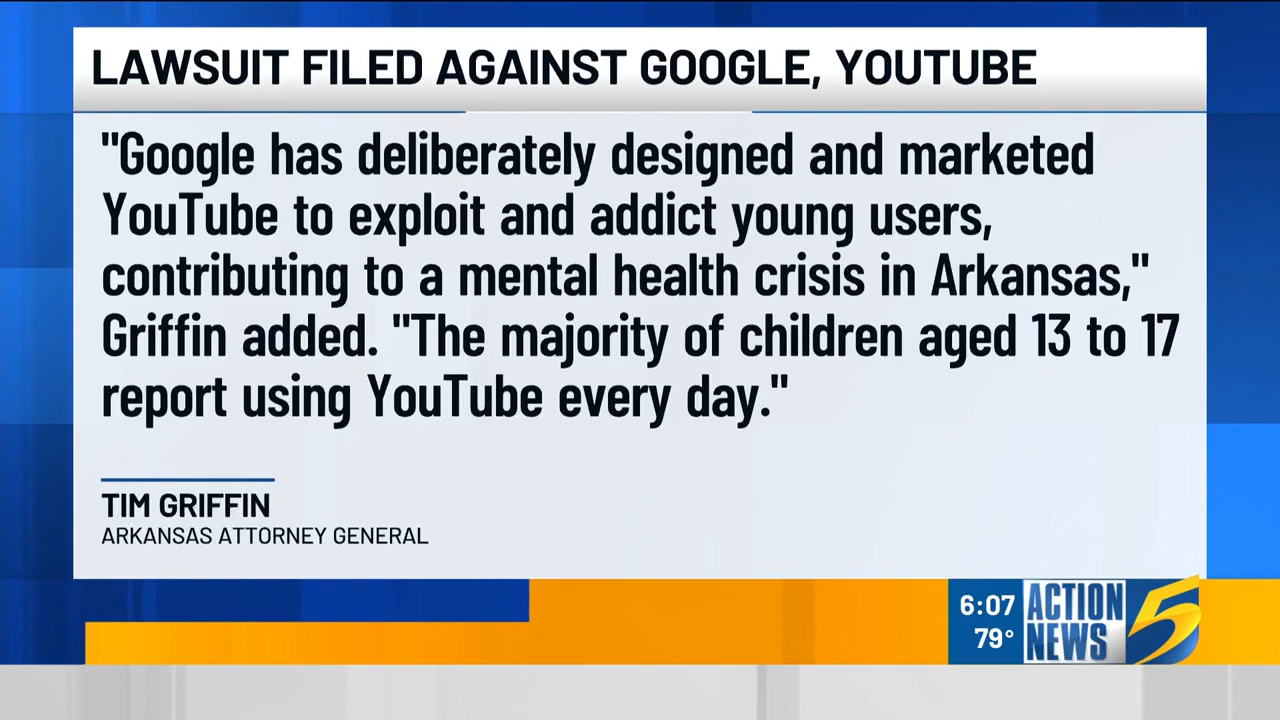 LAWSUIT FILED AGAINST GOOGLE, YOUTUBE
"Google has deliberately designed and marketed
YouTube to exploit and addict young users,
contributing to a mental health crisis in Arkansas,"
Griffin added. "The majority of children aged 13 to 17
report using YouTube every day."
TIM GRIFFIN
ARKANSAS ATTORNEY GENERAL
6:07
79°
ACTION
NEWS
5